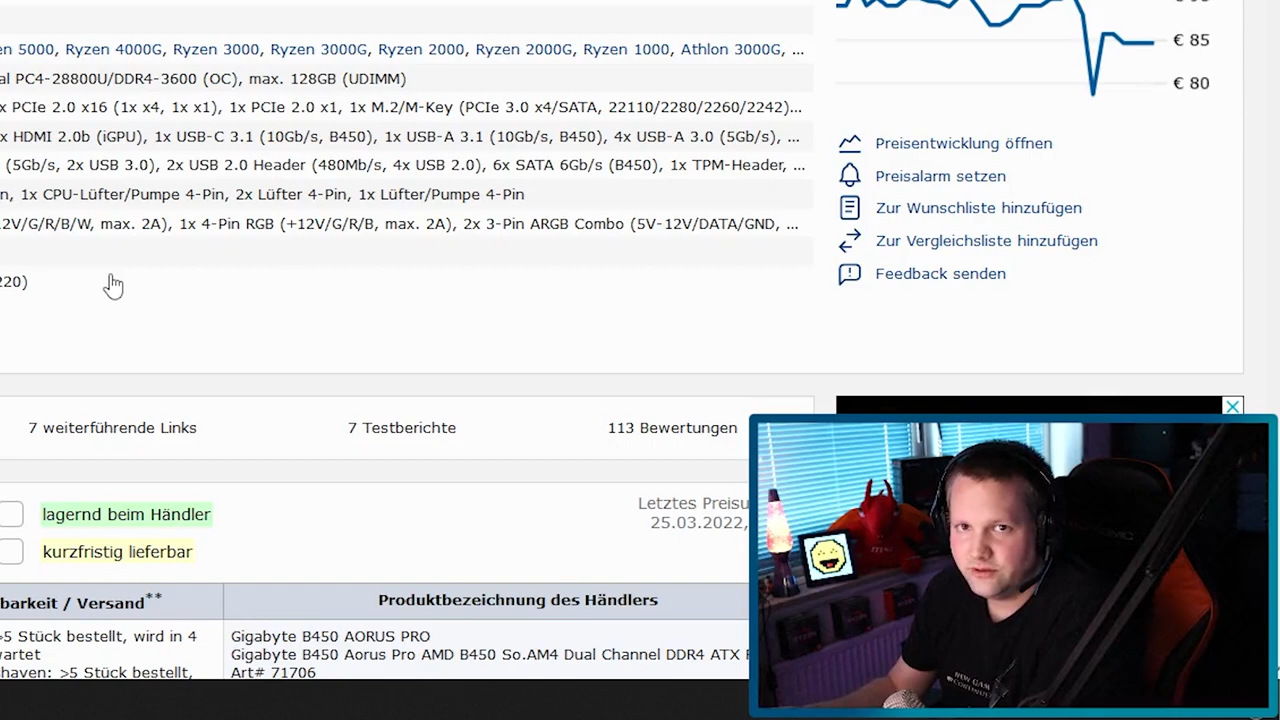 € 85
€ 80
en 5000, Ryzen 4000G, Ryzen 3000, Ryzen 3000G, Ryzen 2000, Ryzen 2000G, Ryzen 1000, Athlon 3000G, ...
al PC4-28800U/DDR4-3600 (OC), max. 128GB (UDIMM)
x PCIe 2.0 x16 (1x x4, 1x x1), 1x PCIe 2.0 x1, 1x M.2/M-Key (PCIe 3.0 x4/SATA, 22110/2280/2260/2242)...
x HDMI 2.0b (iGPU), 1x USB-C 3.1 (10Gb/s, B450), 1x USB-A 3.1 (10Gb/s, B450), 4x USB-A 3.0 (5Gb/s), ...
(5Gb/s, 2x USB 3.0), 2x USB 2.0 Header (480Mb/s, 4x USB 2.0), 6x SATA 6Gb/s (B450), 1x TPM-Header, ...
n, 1x CPU-Lüfter/Pumpe 4-Pin, 2x Lüfter 4-Pin, 1x Lüfter/Pumpe 4-Pin
12V/G/R/B/W, max. 2A), 1x 4-Pin RGB (+12V/G/R/B, max. 2A), 2x 3-Pin ARGB Combo (5V-12V/DATA/GND, ...
220)
Preisentwicklung öffnen
Preisalarm setzen
Zur Wunschliste hinzufügen
Zur Vergleichsliste hinzufügen
Feedback senden
7 weiterführende Links
7 Testberichte
113 Bewertungen
lagernd beim Händler
kurzfristig lieferbar
Letztes Preisu
25.03.2022,
barkeit / Versand**
Produktbezeichnung des Händlers
>5 Stück bestellt, wird in 4
wartet
haven: >5 Stück bestellt,
Gigabyte B450 AORUS PRO
Gigabyte B450 Aorus Pro AMD B450 So.AM4 Dual Channel DDR4 ATX
Art# 71706